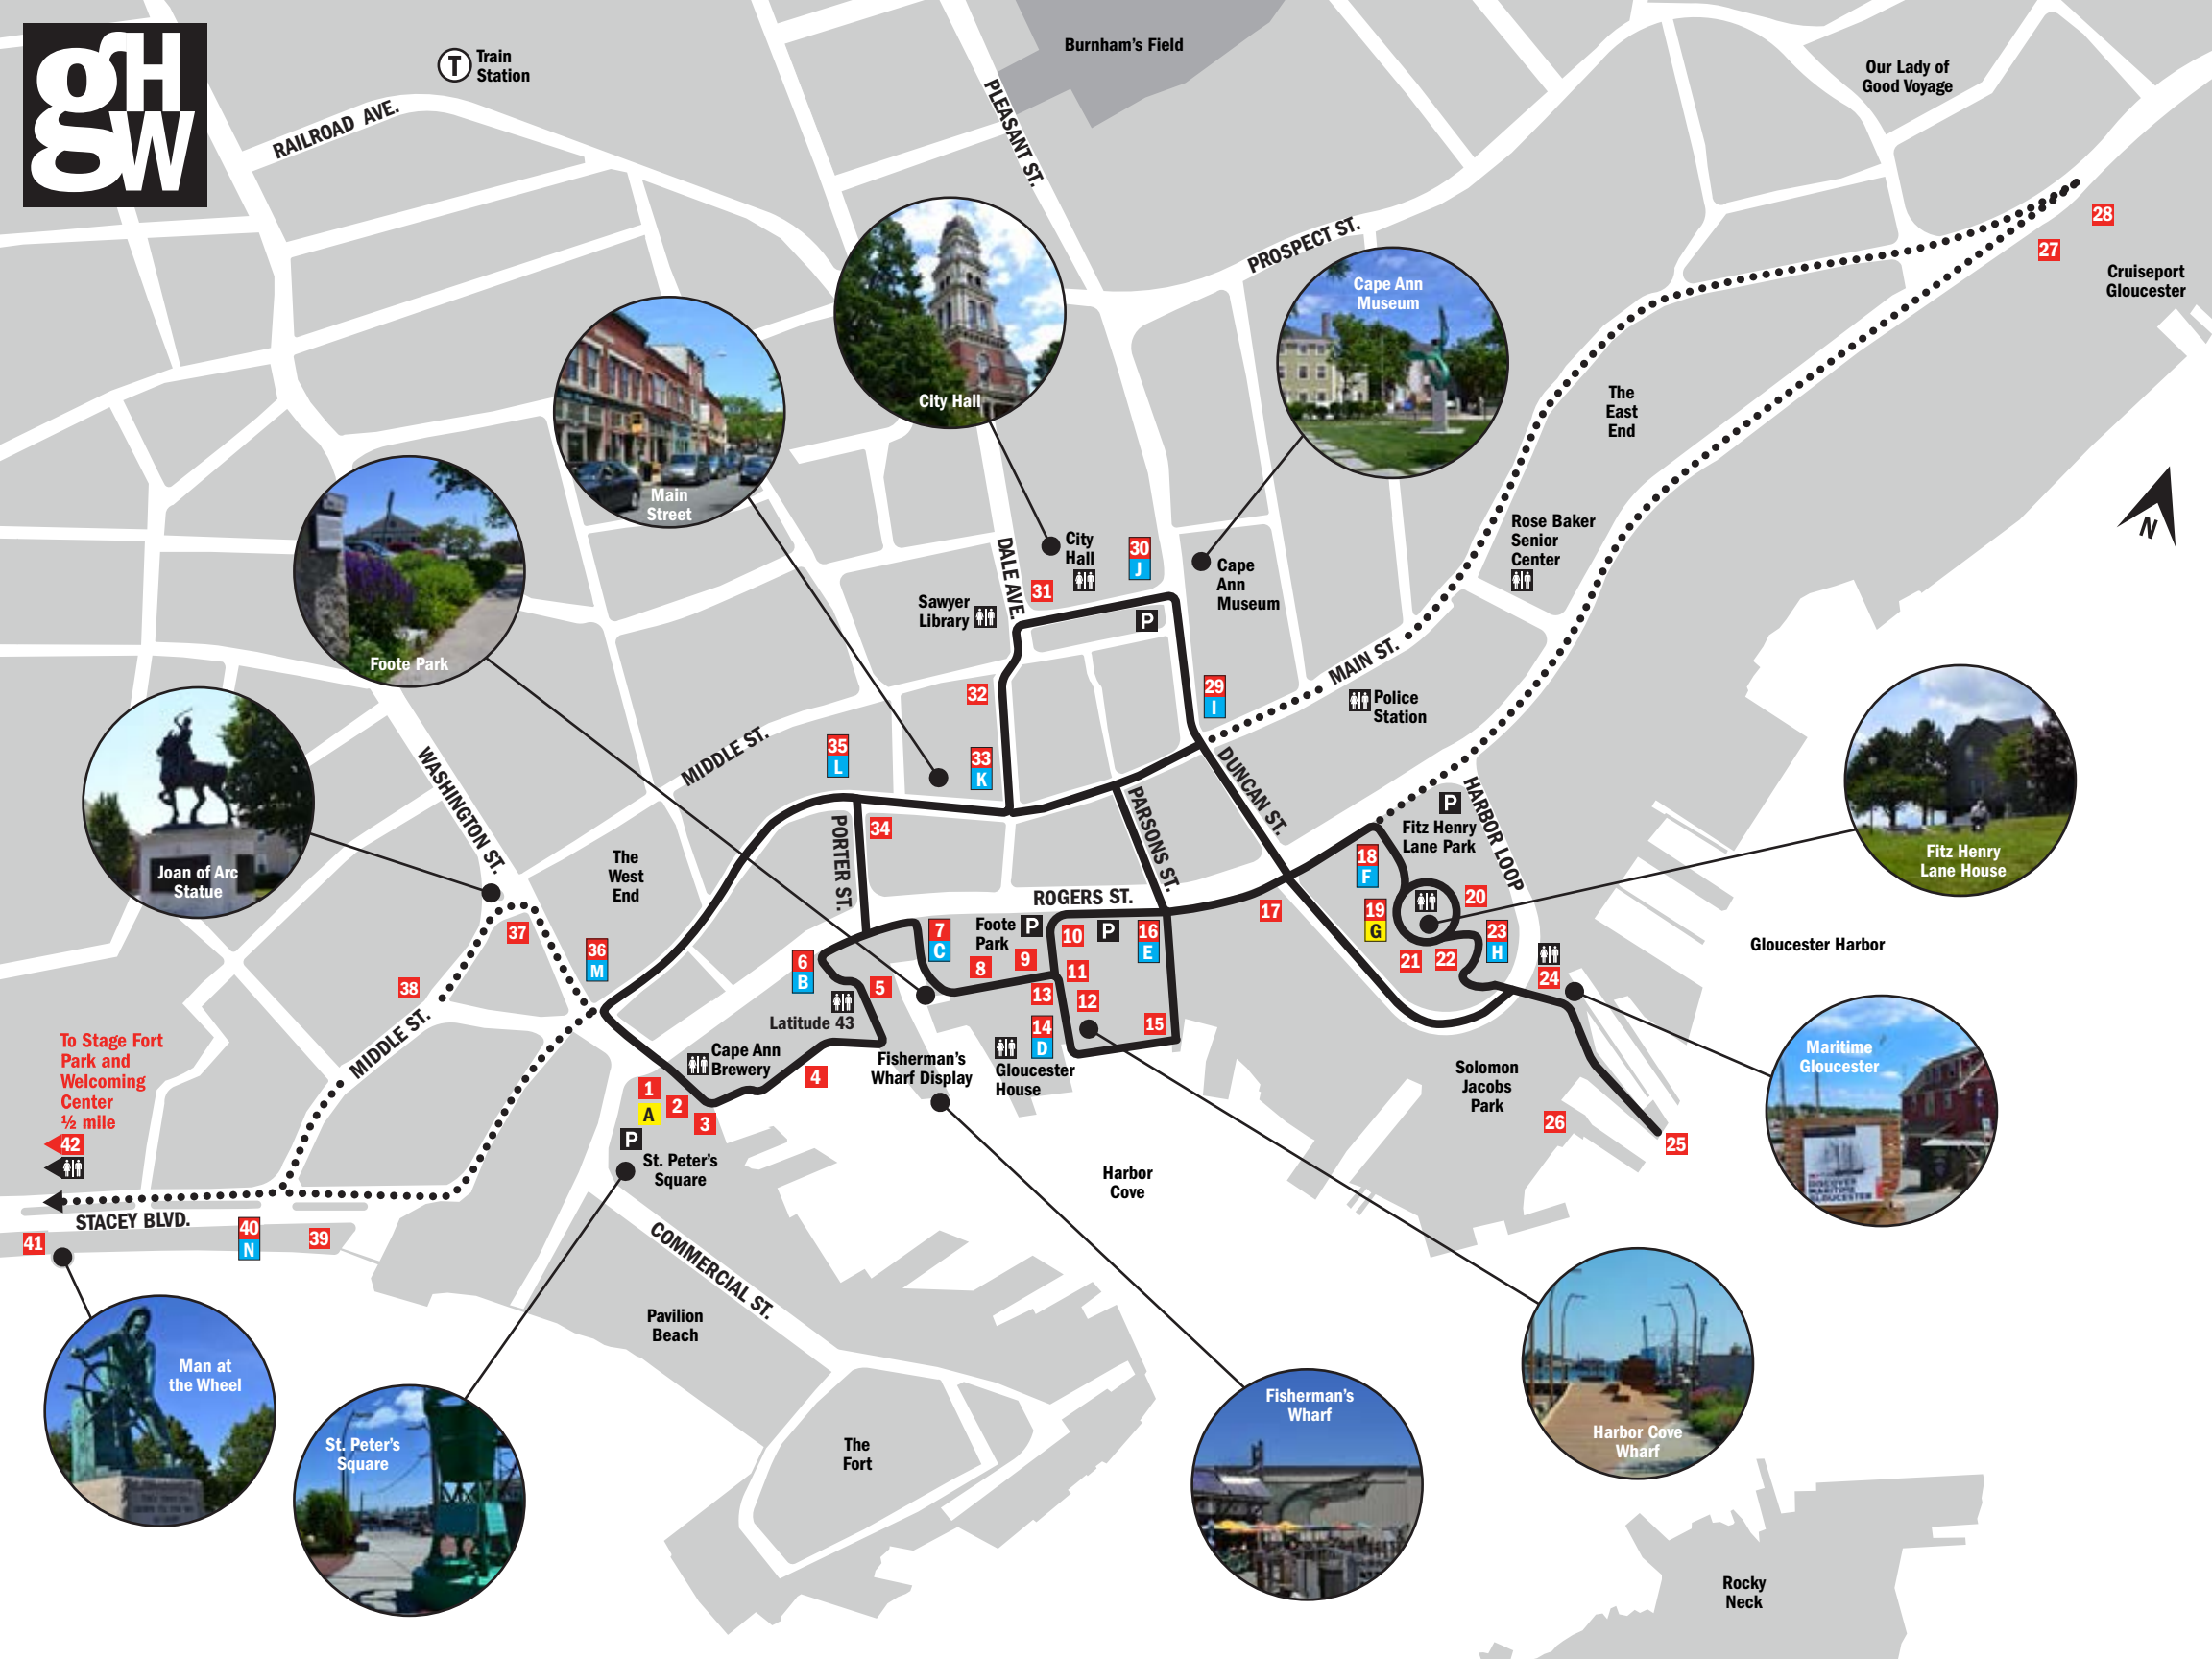 gH
gW
T
Train
Station
RAILROAD AVE.
Burnham's Field
PLEASANT ST.
Our Lady of
Good Voyage
PROSPECT ST.
28
27
Cruiseport
Gloucester
Cape Ann
Museum
City Hall
Main
Street
The
East
End
N
Foote Park
Rose Baker
Senior
Center
City
Hall
30
J
DALE AVE.
31
Cape
Ann
Museum
Sawyer
Library
P
MAIN ST.
32
29
I
Police
Station
MIDDLE ST.
35
L
33
K
WASHINGTON ST.
DUNCAN ST.
HARBOR LOOP
P
Fitz Henry
Lane Park
PARSONS ST.
PORTER ST.
34
The
West
End
18
F
Fitz Henry
Lane House
Joan of Arc
Statue
ROGERS ST.
17
19
G
20
37
Foote
Park
P
10
P
16
E
7
C
21
22
23
H
Gloucester Harbor
36
M
6
B
8
9
11
24
38
5
13
12
Latitude 43
14
D
15
MIDDLE ST.
To Stage Fort
Park and
Welcoming
Center
½ mile
42
Cape Ann
Brewery
Fisherman's
Wharf Display
Gloucester
House
4
1
A
2
3
P
St. Peter's
Square
Solomon
Jacobs
Park
26
25
Maritime
Gloucester
DISCOVER
MARITIME
GLOUCESTER
Harbor
Cove
STACEY BLVD.
41
40
N
39
COMMERCIAL ST.
Pavilion
Beach
Man at
the Wheel
St. Peter's
Square
The
Fort
Fisherman's
Wharf
Harbor Cove
Wharf
Rocky
Neck